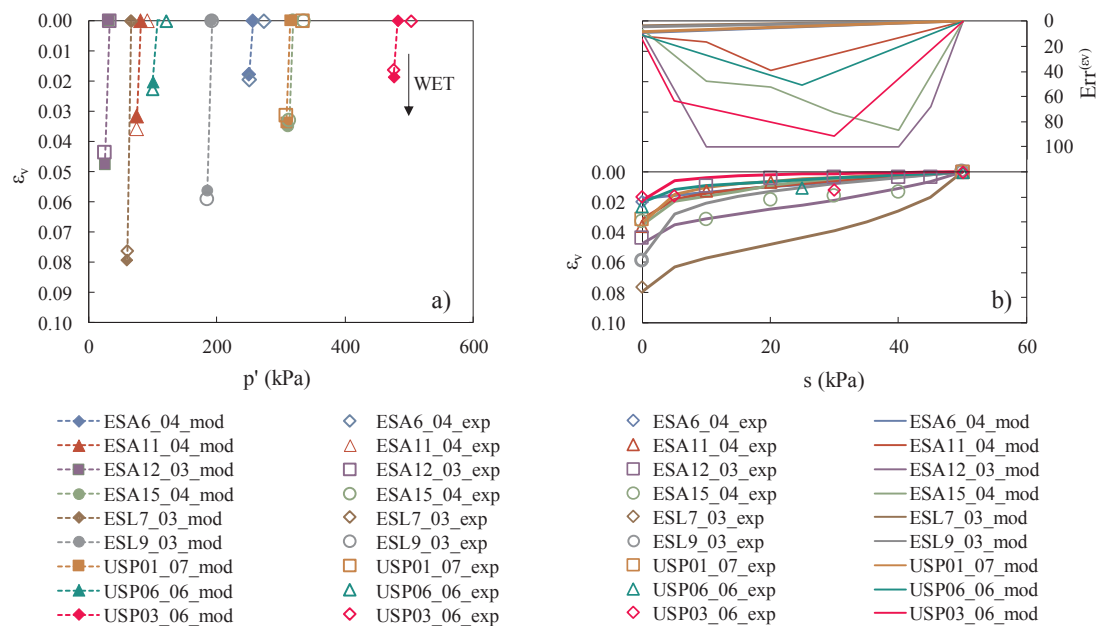 0.00
0.01
0.02
0.03
0.04
0.05
0.06
0.07
0.08
0.09
0.10
εv
0
200
400
600
p' (kPa)
WET
a)
0
20
40
60
80
100
Err(εv)
0.00
0.02
0.04
0.06
0.08
0.10
εv
0
20
40
60
s (kPa)
b)
ESA6_04_mod ESA6_04_exp ESA6_04_exp ESA6_04_mod
ESA11_04_mod ESA11_04_exp ESA11_04_exp ESA11_04_mod
ESA12_03_mod ESA12_03_exp ESA12_03_exp ESA12_03_mod
ESA15_04_mod ESA15_04_exp ESA15_04_exp ESA15_04_mod
ESL7_03_mod ESL7_03_exp ESL7_03_exp ESL7_03_mod
ESL9_03_mod ESL9_03_exp ESL9_03_exp ESL9_03_mod
USP01_07_mod USP01_07_exp USP01_07_exp USP01_07_mod
USP06_06_mod USP06_06_exp USP06_06_exp USP06_06_mod
USP03_06_mod USP03_06_exp USP03_06_exp USP03_06_mod